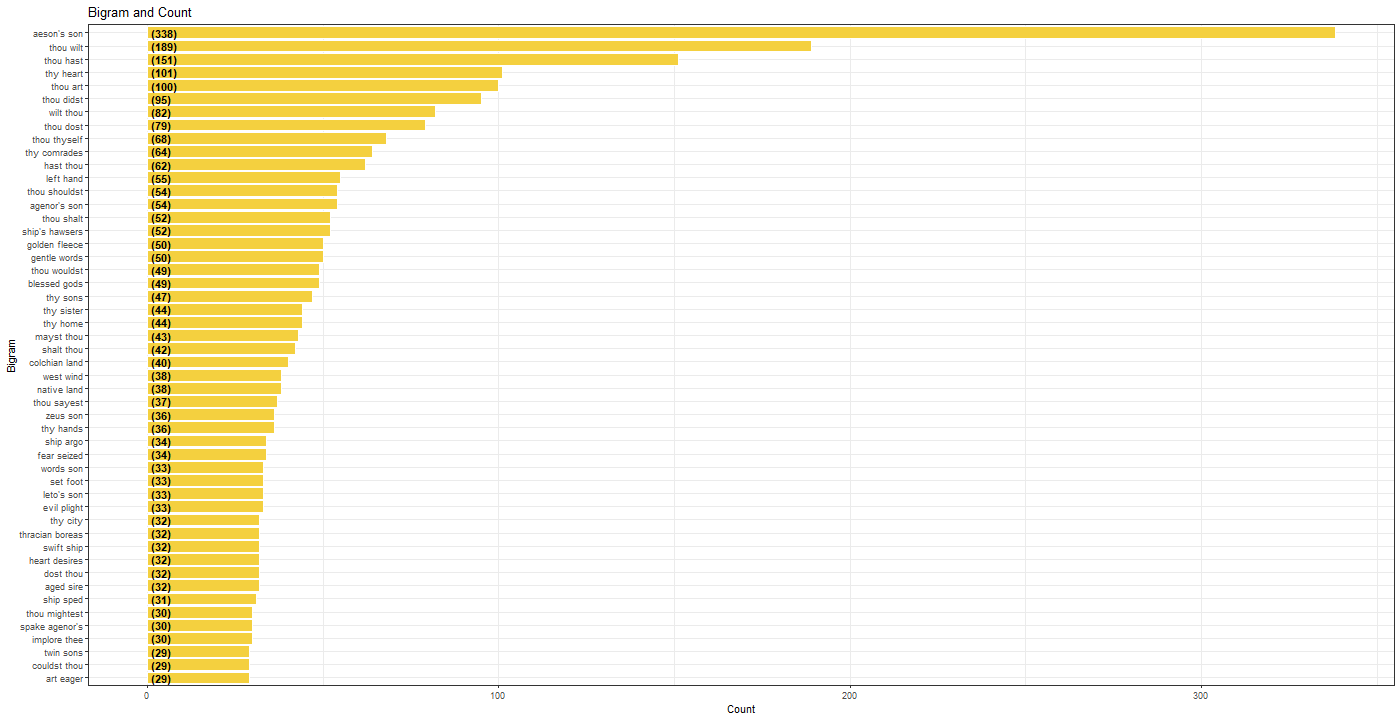 Bigram and Count
aeson's son (338)
thou wilt (189)
thou hast (151)
thy heart (101)
thou art (100)
thou didst (95)
wilt thou (82)
thou dost (79)
thou thyself (68)
thy comrades (64)
hast thou (62)
left hand (55)
thou shouldst (54)
agenor's son (54)
thou shalt (52)
ship's hawsers (52)
golden fleece (50)
gentle words (50)
thou wouldst (49)
blessed gods (49)
thy sons (47)
thy sister (44)
thy home (44)
mayst thou (43)
shalt thou (42)
colchian land (40)
west wind (38)
native land (38)
thou sayest (37)
zeus son (36)
thy hands (36)
ship argo (34)
fear seized (34)
words son (33)
set foot (33)
leto's son (33)
evil plight (33)
thy city (32)
thracian boreas (32)
swift ship (32)
heart desires (32)
dost thou (32)
aged sire (32)
ship sped (31)
thou mightest (30)
spake agenor's (30)
implore thee (30)
twin sons (29)
couldst thou (29)
art eager (29)
Bigram
0 100 200 300
Count